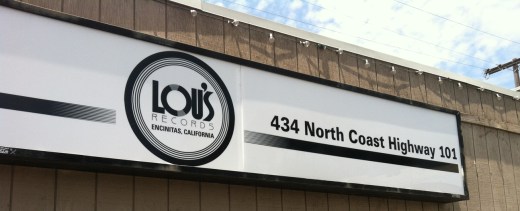 LOU'S
RECORDS
ENCINITAS, CALIFORNIA
434 North Coast Highway 101